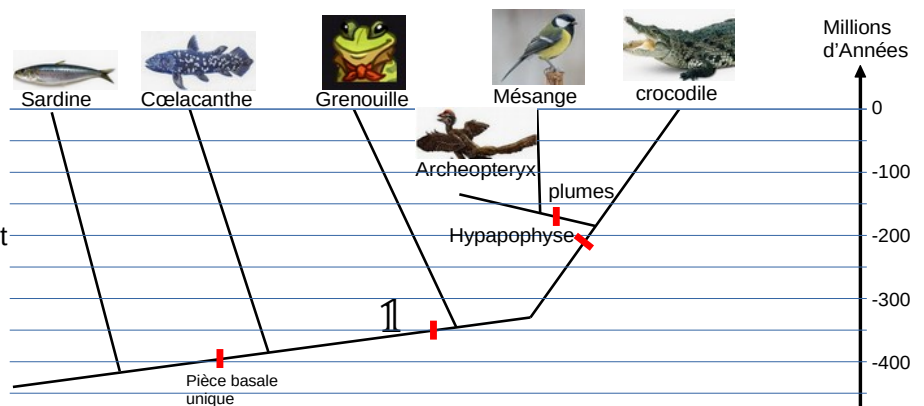 Millions
d'Années
Sardine
Cœlacanthe
Grenouille
Mésange
crocodile
0
Archeopteryx
-100
plumes
t
Hypapophyse
-200
1
-300
-400
Pièce basale
unique